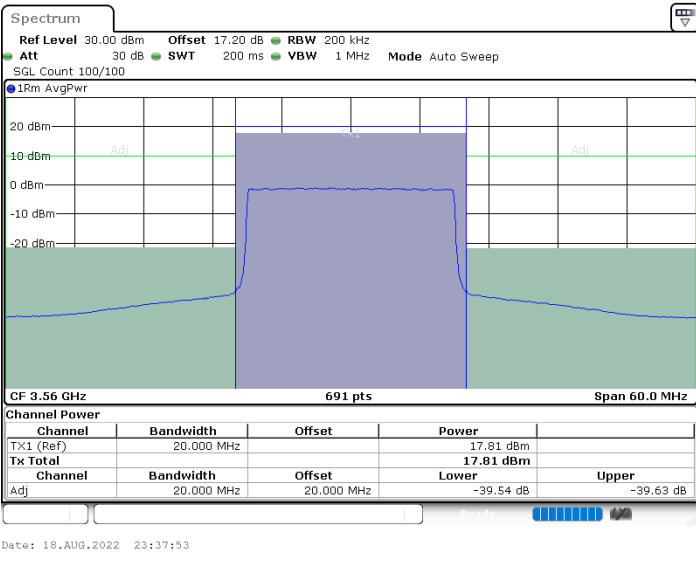 Spectrum
Ref Level 30.00 dBm Offset 17.20 dB RBW 200 kHz
Att 30 dB SWT 200 ms VBW 1 MHz Mode Auto Sweep
SGL Count 100/100
1Rm AvgPwr
20 dBm
TX1
10 dBm Adj Adj
0 dBm
-10 dBm
-20 dBm
CF 3.56 GHz 691 pts Span 60.0 MHz
Channel Power
Channel Bandwidth Offset Power
TX1 (Ref) 20.000 MHz 17.81 dBm
Tx Total 17.81 dBm
Channel Bandwidth Offset Lower Upper
Adj 20.000 MHz 20.000 MHz -39.54 dB -39.63 dB
Ready
Date: 18.AUG.2022 23:37:53